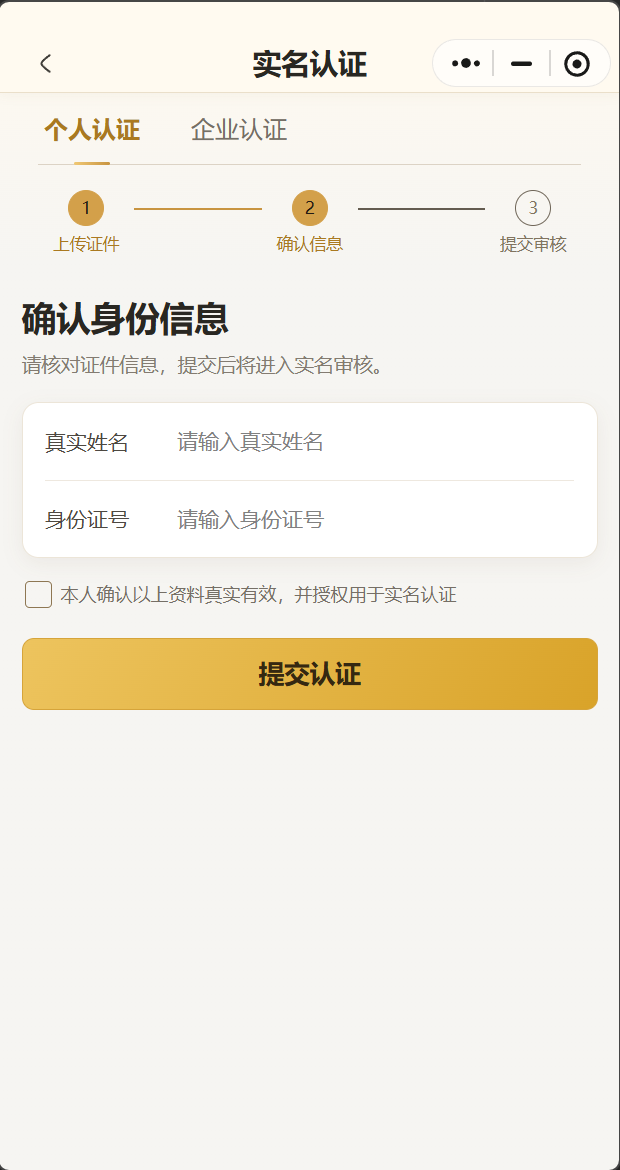 实名认证
个人认证 企业认证
1 2 3
上传证件 确认信息 提交审核
确认身份信息
请核对证件信息，提交后将进入实名审核。
真实姓名 请输入真实姓名
身份证号 请输入身份证号
本人确认以上资料真实有效，并授权用于实名认证
提交认证